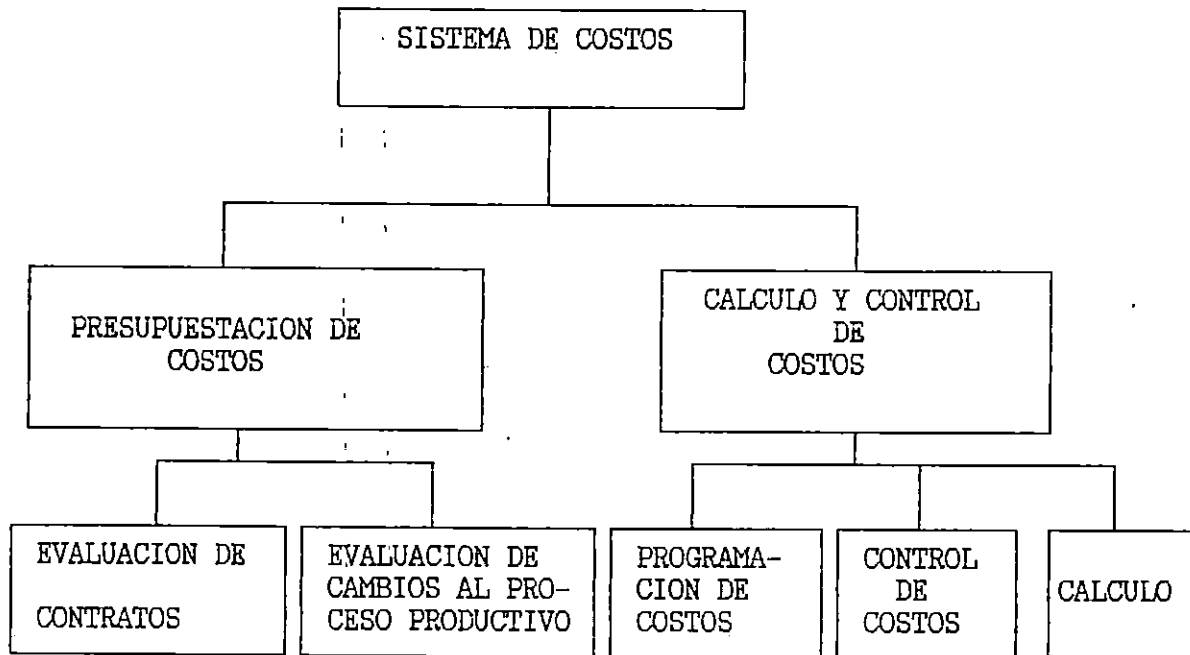 SISTEMA DE COSTOS
PRESUPUESTACION DE
COSTOS
CALCULO Y CONTROL
DE
COSTOS
EVALUACION DE
CONTRATOS
EVALUACION DE
CAMBIOS AL PRO-
CESO PRODUCTIVO
PROGRAMA-
CION DE
COSTOS
CONTROL
DE
COSTOS
CALCULO